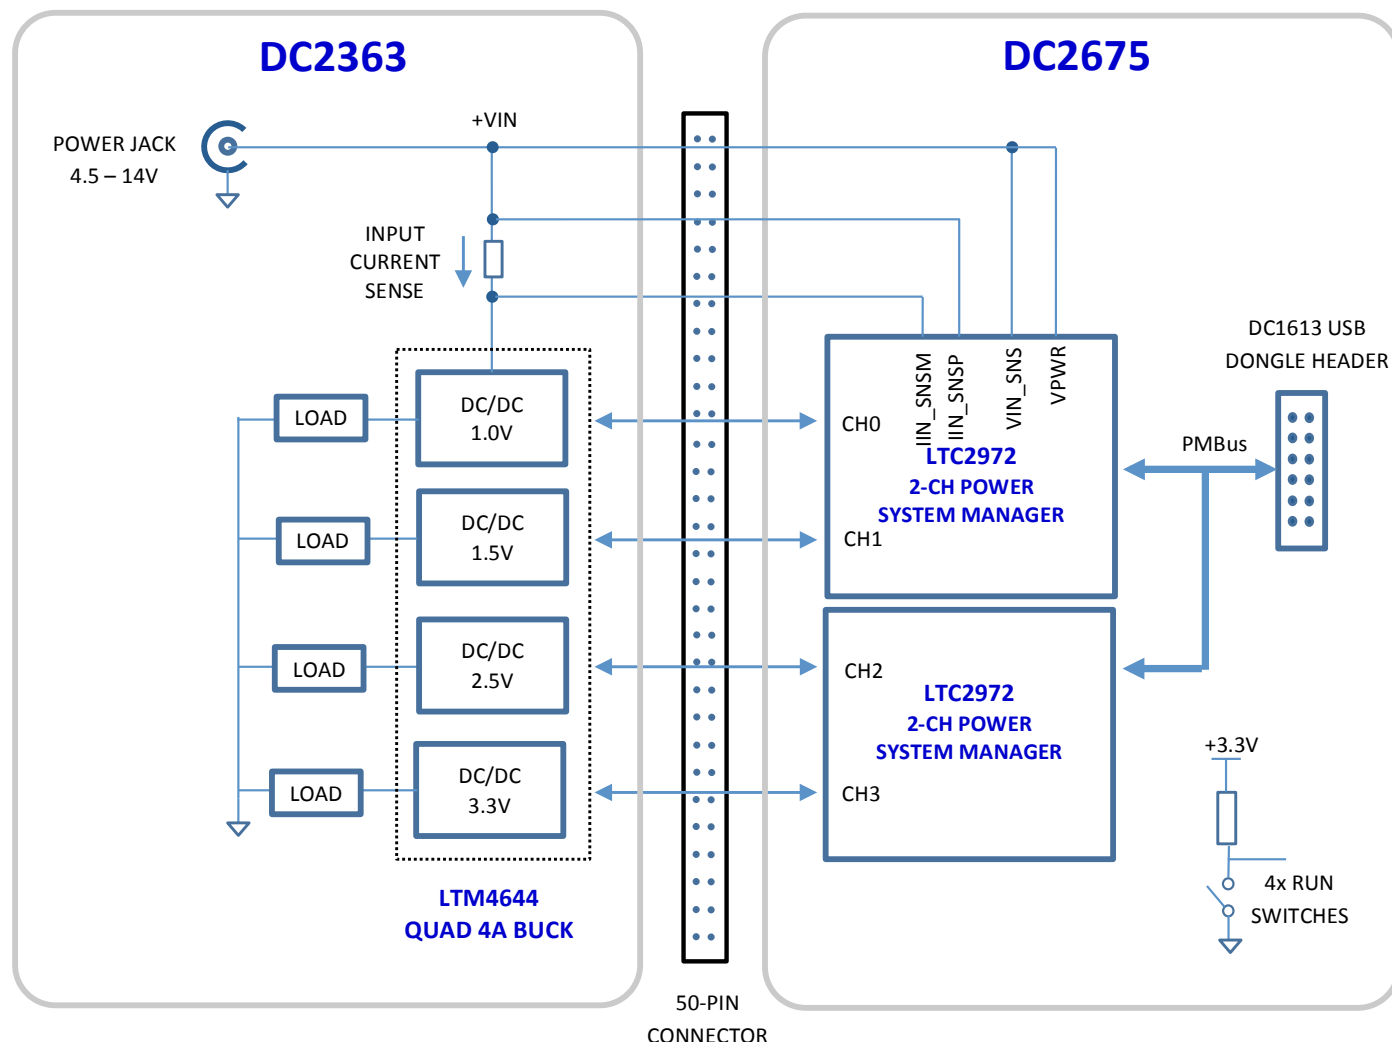 DC2363
DC2675
+VIN
POWER JACK
4.5 – 14V
INPUT
CURRENT
SENSE
IIN_SNSM
IIN_SNSP
VIN_SNS
VPWR
DC1613 USB
DONGLE HEADER
LOAD
DC/DC
1.0V
CH0
LTC2972
2-CH POWER
SYSTEM MANAGER
PMBus
LOAD
DC/DC
1.5V
CH1
LOAD
DC/DC
2.5V
CH2
LTC2972
2-CH POWER
SYSTEM MANAGER
LOAD
DC/DC
3.3V
CH3
+3.3V
4x RUN
SWITCHES
LTM4644
QUAD 4A BUCK
50-PIN
CONNECTOR